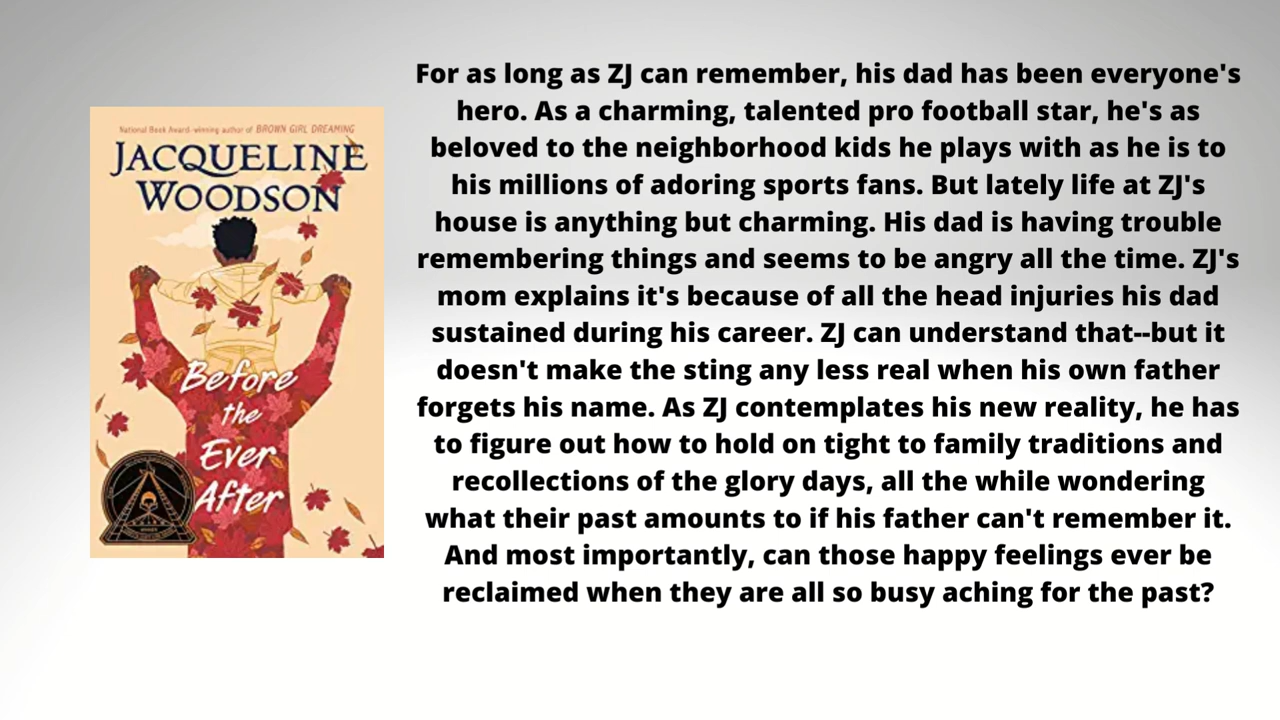 National Book Award-winning author of BROWN GIRL DREAMING
JACQUELINE
WOODSON
Before
the
Ever
After
For as long as ZJ can remember, his dad has been everyone's
hero. As a charming, talented pro football star, he's as
beloved to the neighborhood kids he plays with as he is to
his millions of adoring sports fans. But lately life at ZJ's
house is anything but charming. His dad is having trouble
remembering things and seems to be angry all the time. ZJ's
mom explains it's because of all the head injuries his dad
sustained during his career. ZJ can understand that--but it
doesn't make the sting any less real when his own father
forgets his name. As ZJ contemplates his new reality, he has
to figure out how to hold on tight to family traditions and
recollections of the glory days, all the while wondering
what their past amounts to if his father can't remember it.
And most importantly, can those happy feelings ever be
reclaimed when they are all so busy aching for the past?